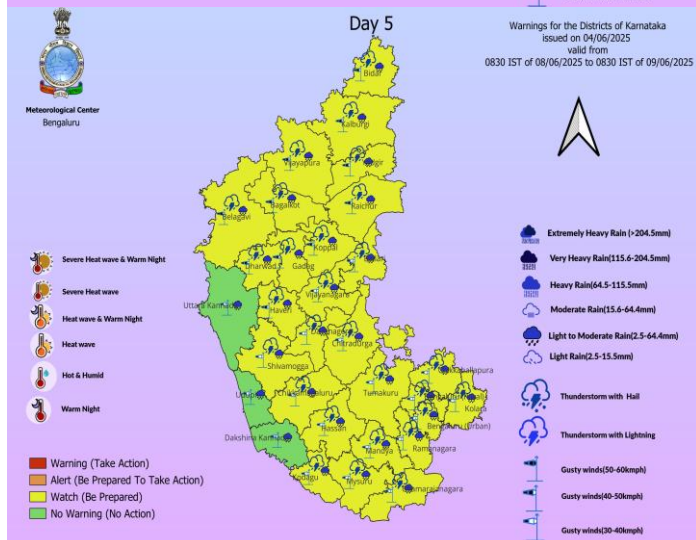 Day 5
Warnings for the Districts of Karnataka
issued on 04/06/2025
valid from
0830 IST of 08/06/2025 to 0830 IST of 09/06/2025
Meteorological Center
Bengaluru
Bidar
Kalburgi
Vijayapura
Bagalkot
Raichur
Belagavi
Koppal
Dharwad
Gadag
Haveri
Vijayanagara
Chitradurga
Shivamogga
Tumakuru
Kolara
Bengaluru (Urban)
Ramanagara
Hassan
Mandya
Dakshina Kannada
Kodagu
Mysuru
Severe Heat wave & Warm Night
Severe Heat wave
Heat wave & Warm Night
Heat wave
Hot & Humid
Warm Night
Warning (Take Action)
Alert (Be Prepared To Take Action)
Watch (Be Prepared)
No Warning (No Action)
Extremely Heavy Rain (>204.5mm)
Very Heavy Rain(115.6-204.5mm)
Heavy Rain(64.5-115.5mm)
Moderate Rain(15.6-64.4mm)
Light to Moderate Rain(2.5-64.4mm)
Light Rain(2.5-15.5mm)
Thunderstorm with Hail
Thunderstorm with Lightning
Gusty winds(50-60kmph)
Gusty winds(40-50kmph)
Gusty winds(30-40kmph)